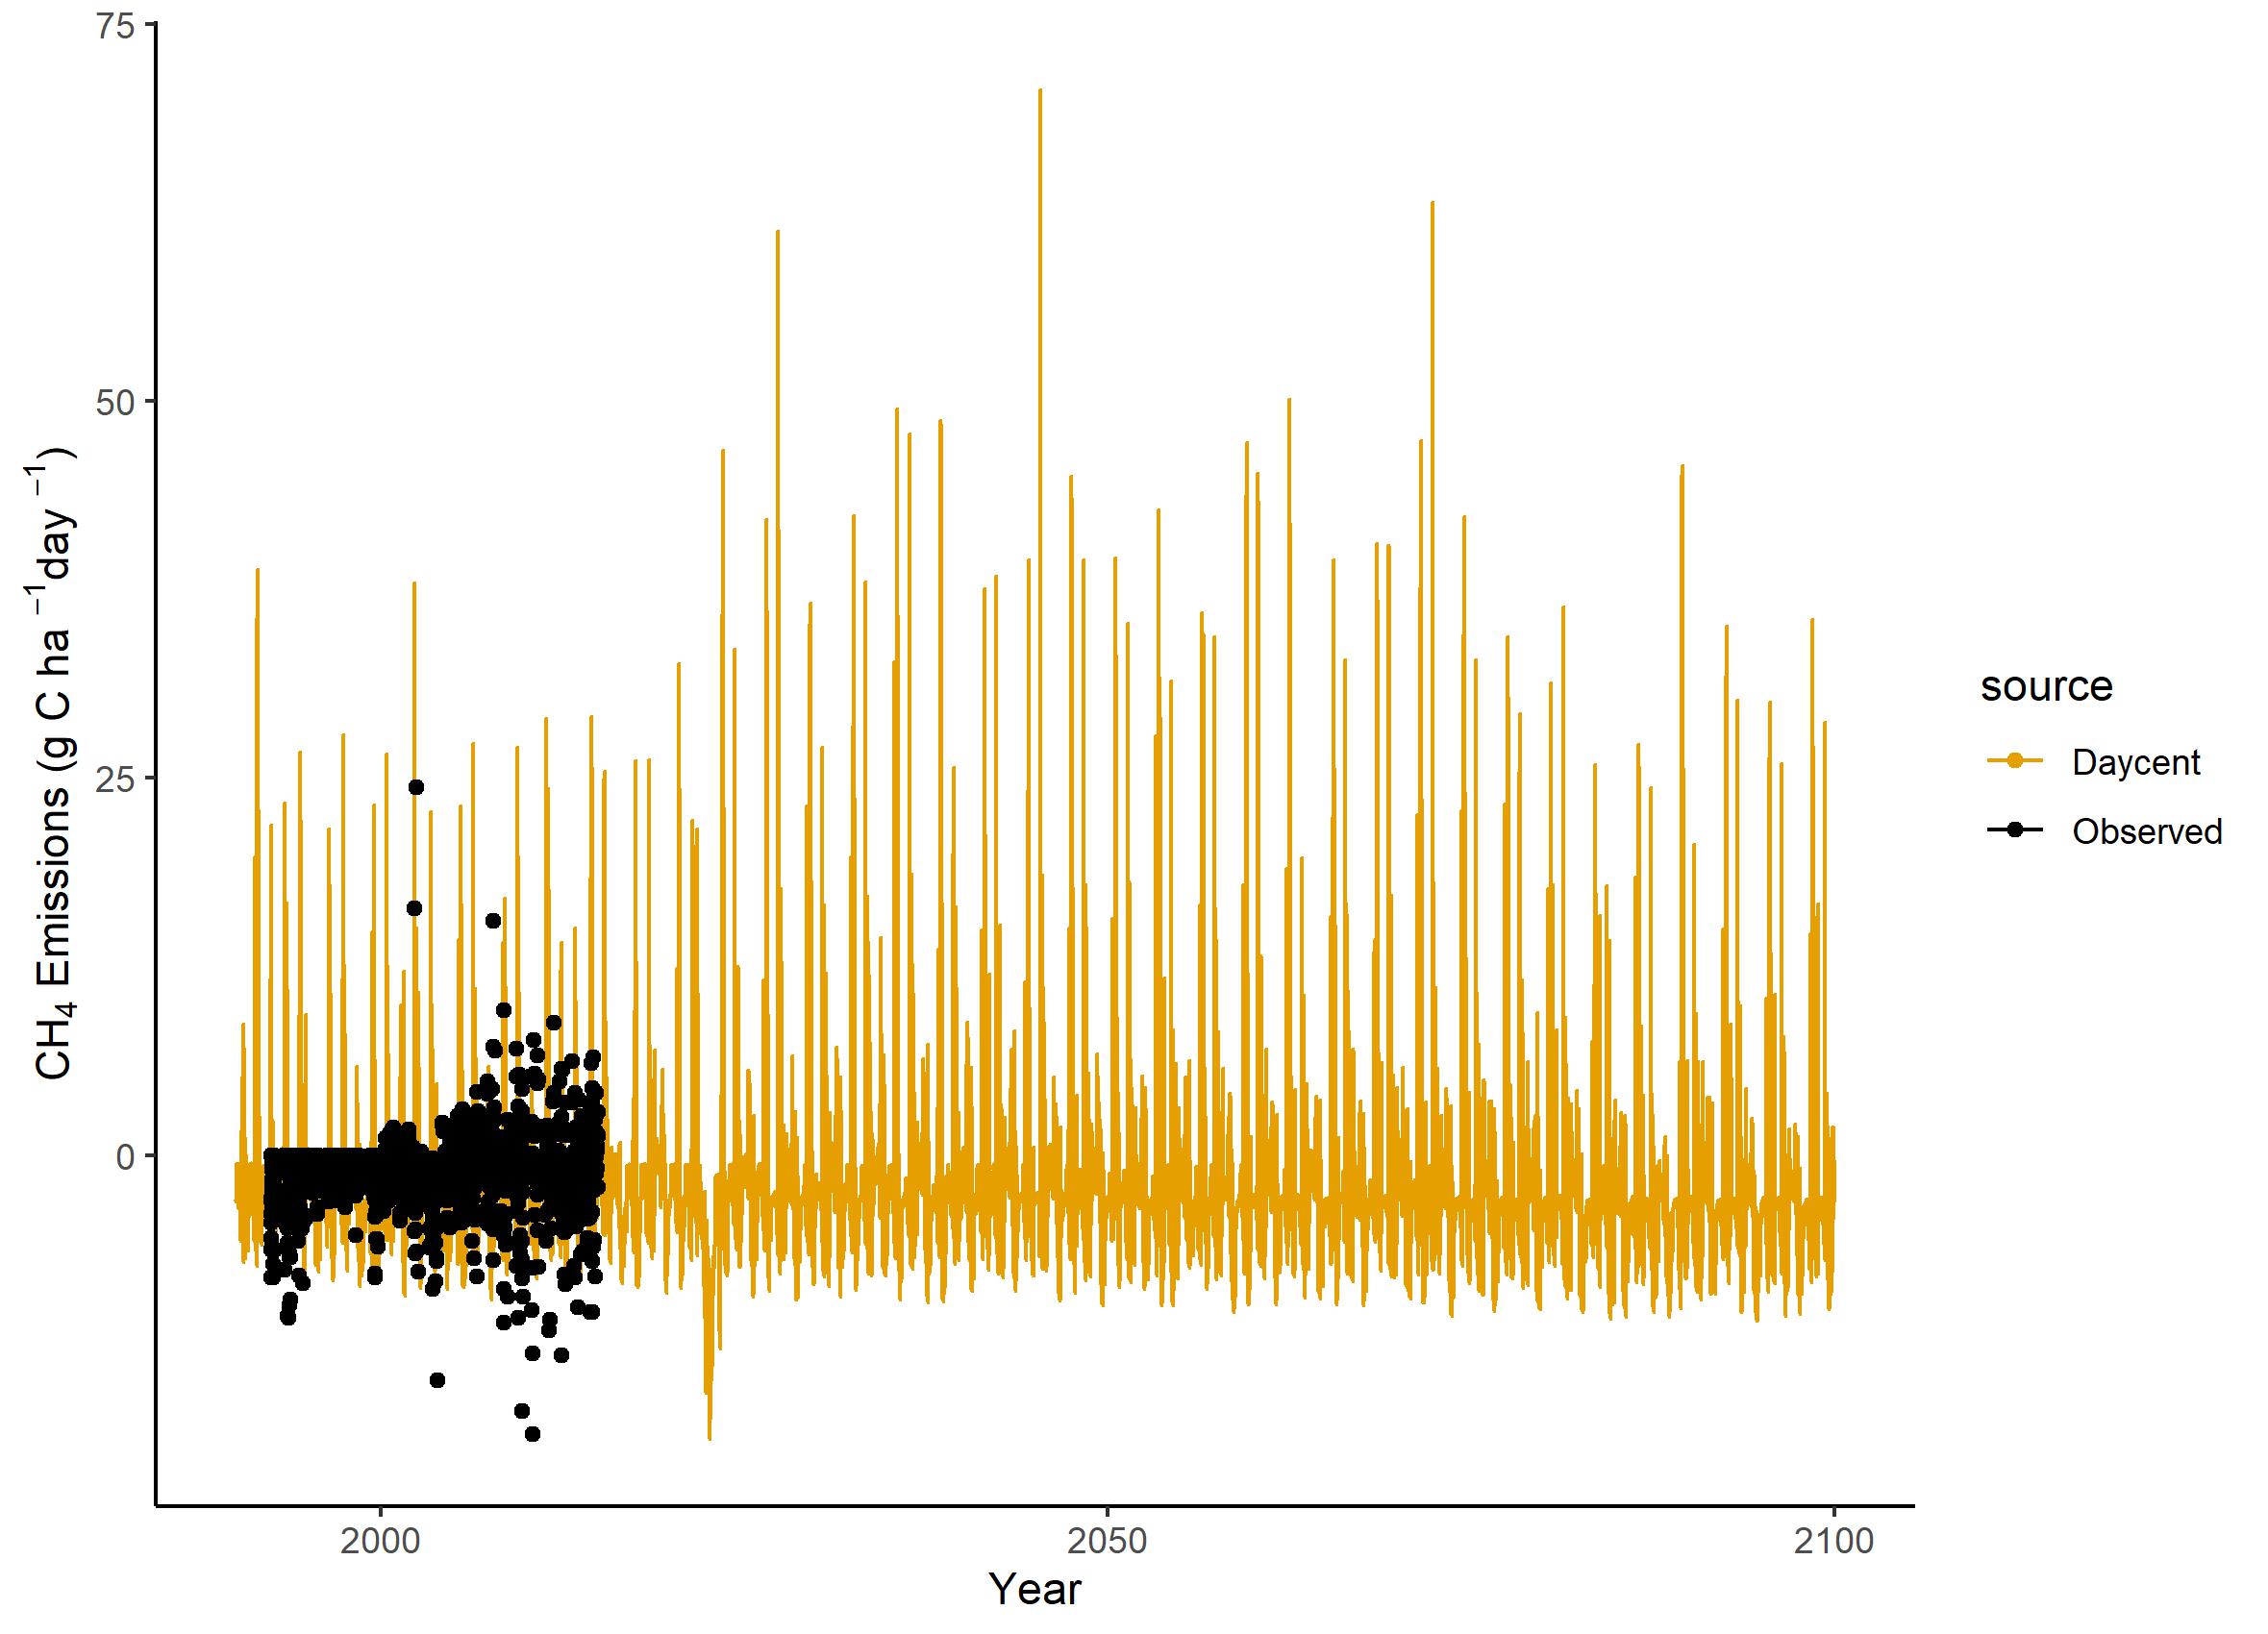 75
50
25
0
CH₄ Emissions (g C ha ⁻¹day ⁻¹)
2000
2050
2100
Year
source
Daycent
Observed